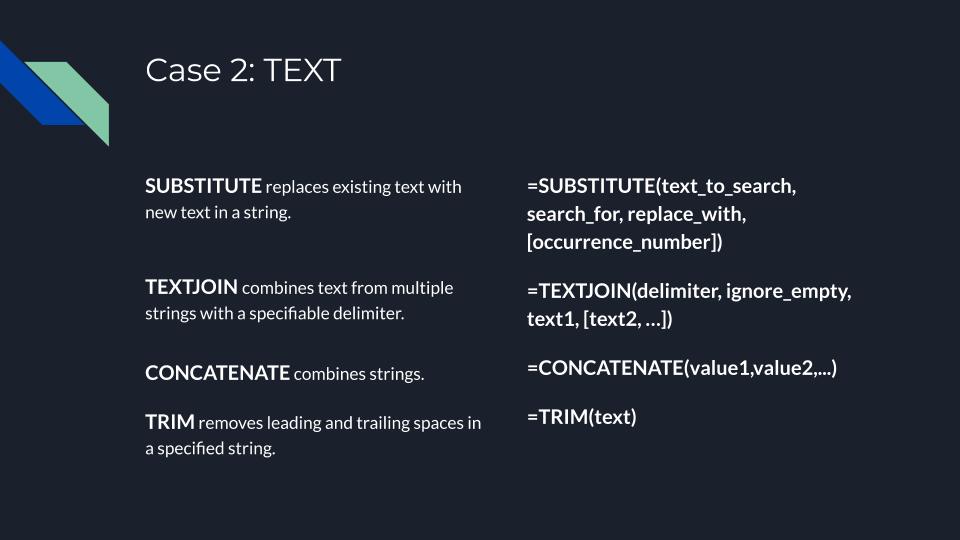 Case 2: TEXT
SUBSTITUTE replaces existing text with
new text in a string.
TEXTJOIN combines text from multiple
strings with a specifiable delimiter.
CONCATENATE combines strings.
TRIM removes leading and trailing spaces in
a specified string.
=SUBSTITUTE(text_to_search,
search_for, replace_with,
[occurrence_number])
=TEXTJOIN(delimiter, ignore_empty,
text1, [text2, …])
=CONCATENATE(value1,value2,...)
=TRIM(text)